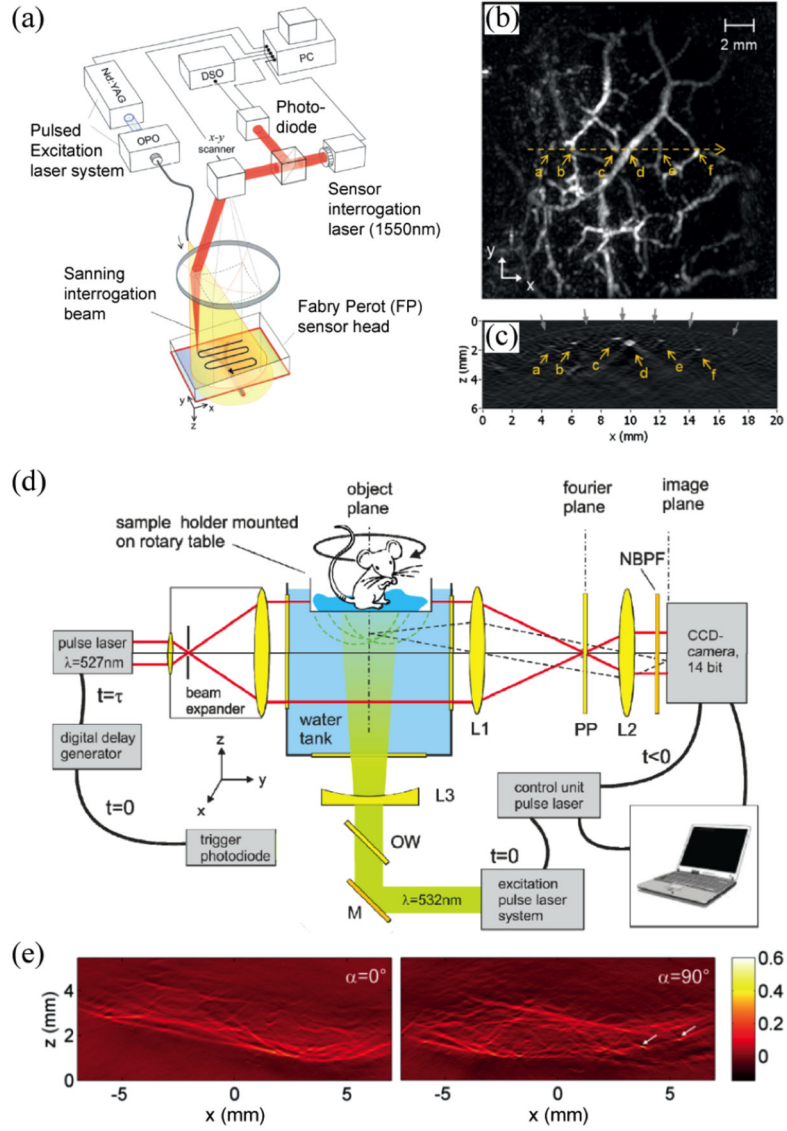 (a)
Nd:YAG
OPO
Pulsed
Excitation
laser system
DSO
PC
Photo-
diode
x-y
scanner
Sensor
interrogation
laser (1550nm)
Sanning
interrogation
beam
Fabry Perot (FP)
sensor head
y
x
z
(b)
2 mm
a
b
c
d
e
f
y
x
(c)
0
2
4
6
z (mm)
a
b
c
d
e
f
0 2 4 6 8 10 12 14 16 18 20
x (mm)
(d)
object
plane
fourier
plane
image
plane
sample holder mounted
on rotary table
NBPF
pulse laser
λ=527nm
beam
expander
CCD-
camera,
14 bit
t=τ
digital delay
generator
water
tank
L1
PP
L2
z
y
x
t=0
trigger
photodiode
L3
OW
M
λ=532nm
t<0
control unit
pulse laser
t=0
excitation
pulse laser
system
(e)
α=0°
α=90°
4
2
0
z (mm)
-5 0 5
x (mm)
-5 0 5
x (mm)
0.6
0.4
0.2
0